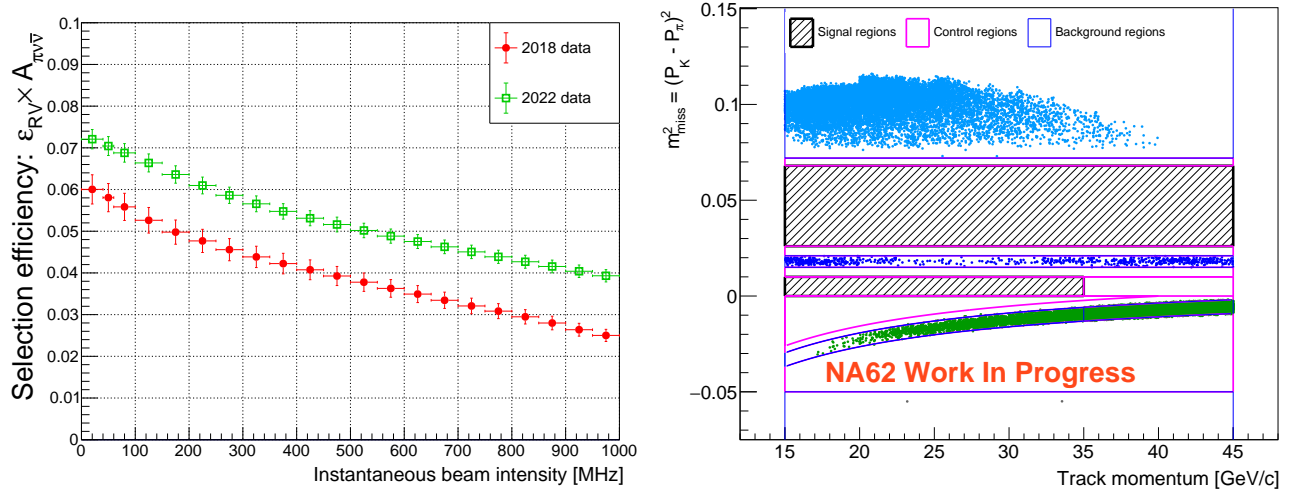 Selection efficiency: ε_RV × A_πνν̄
0.1
0.09
0.08
0.07
0.06
0.05
0.04
0.03
0.02
0.01
0
2018 data
2022 data
0 100 200 300 400 500 600 700 800 900 1000
Instantaneous beam intensity [MHz]
m²miss = (P_K - P_π)²
0.15
0.1
0.05
0
−0.05
Signal regions
Control regions
Background regions
NA62 Work In Progress
15 20 25 30 35 40 45
Track momentum [GeV/c]